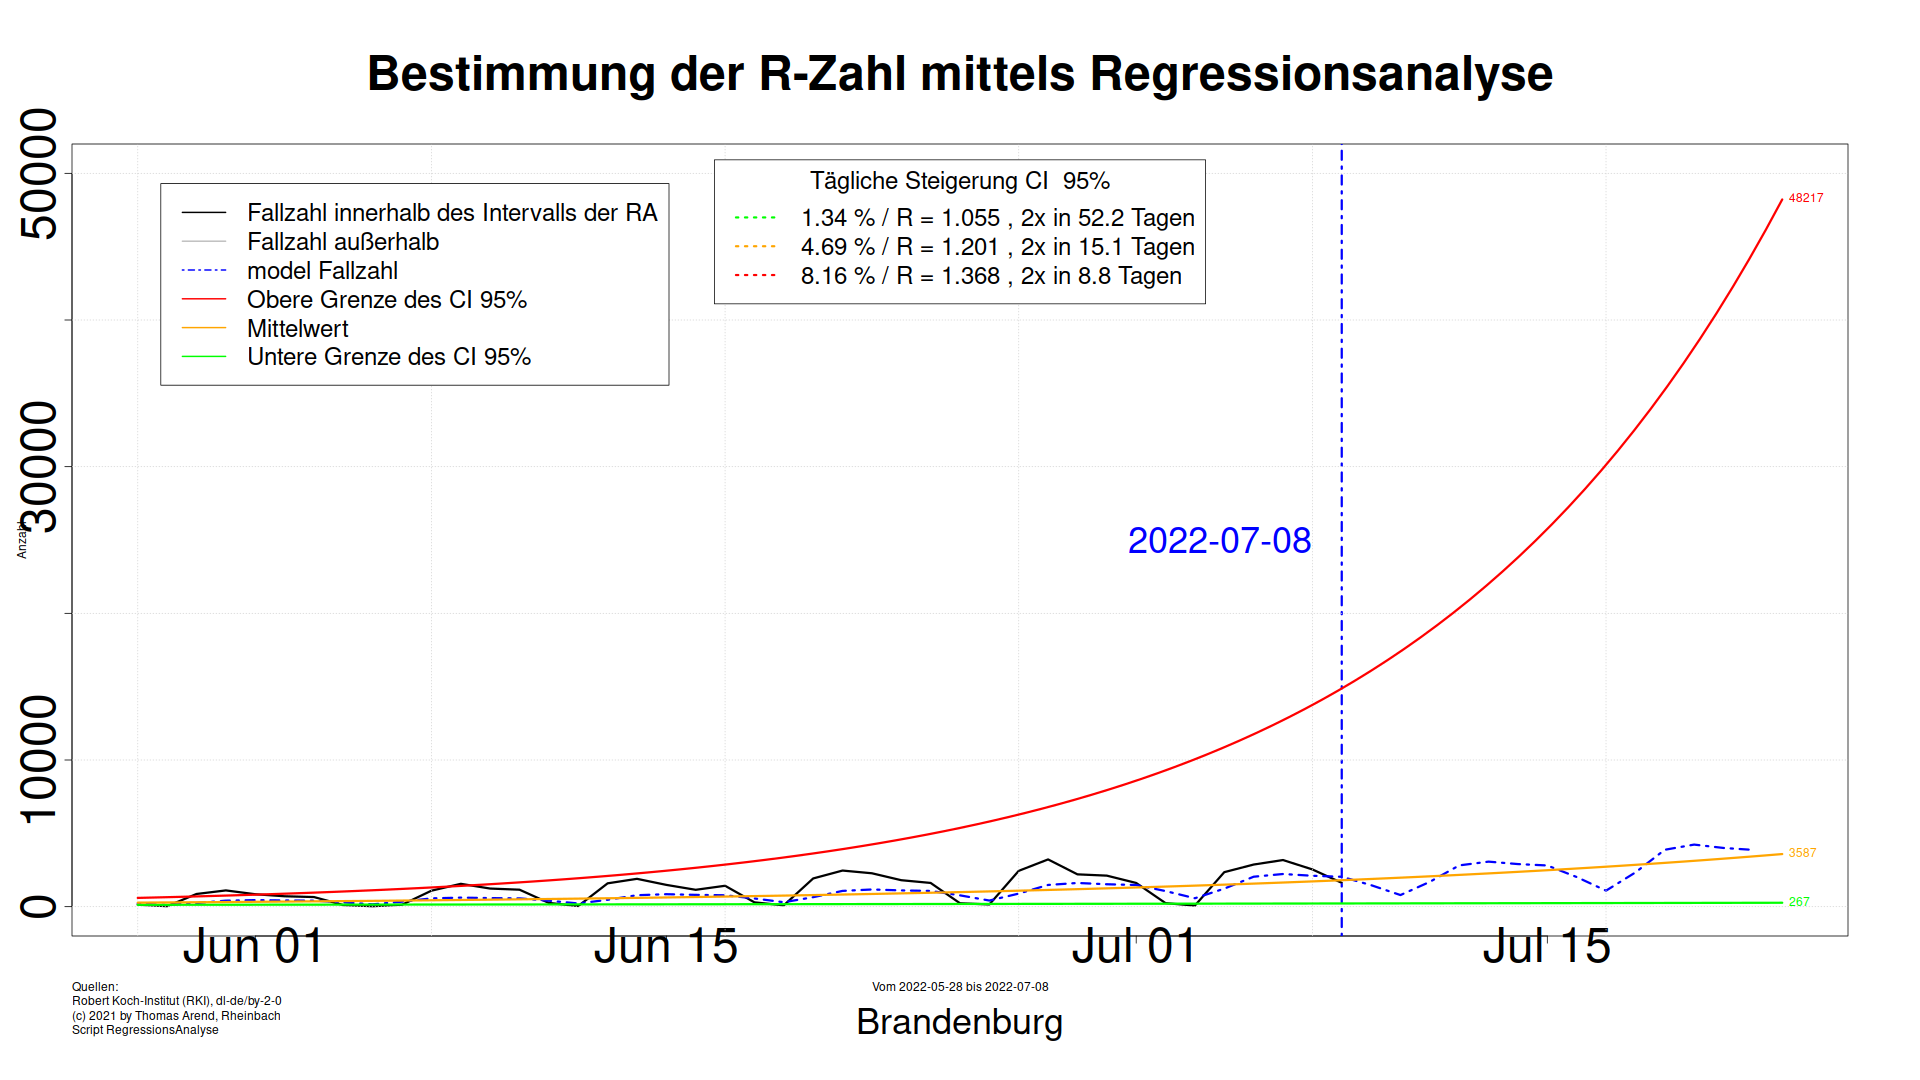 Bestimmung der R-Zahl mittels Regressionsanalyse
50000
30000
10000
0
Anzahl
Fallzahl innerhalb des Intervalls der RA
Fallzahl außerhalb
model Fallzahl
Obere Grenze des CI 95%
Mittelwert
Untere Grenze des CI 95%
Tägliche Steigerung CI  95%
1.34 % / R = 1.055 , 2x in 52.2 Tagen
4.69 % / R = 1.201 , 2x in 15.1 Tagen
8.16 % / R = 1.368 , 2x in 8.8 Tagen
48217
2022-07-08
3587
267
Jun 01
Jun 15
Jul 01
Jul 15
Quellen:
Robert Koch-Institut (RKI), dl-de/by-2-0
(c) 2021 by Thomas Arend, Rheinbach
Script RegressionsAnalyse
Vom 2022-05-28 bis 2022-07-08
Brandenburg